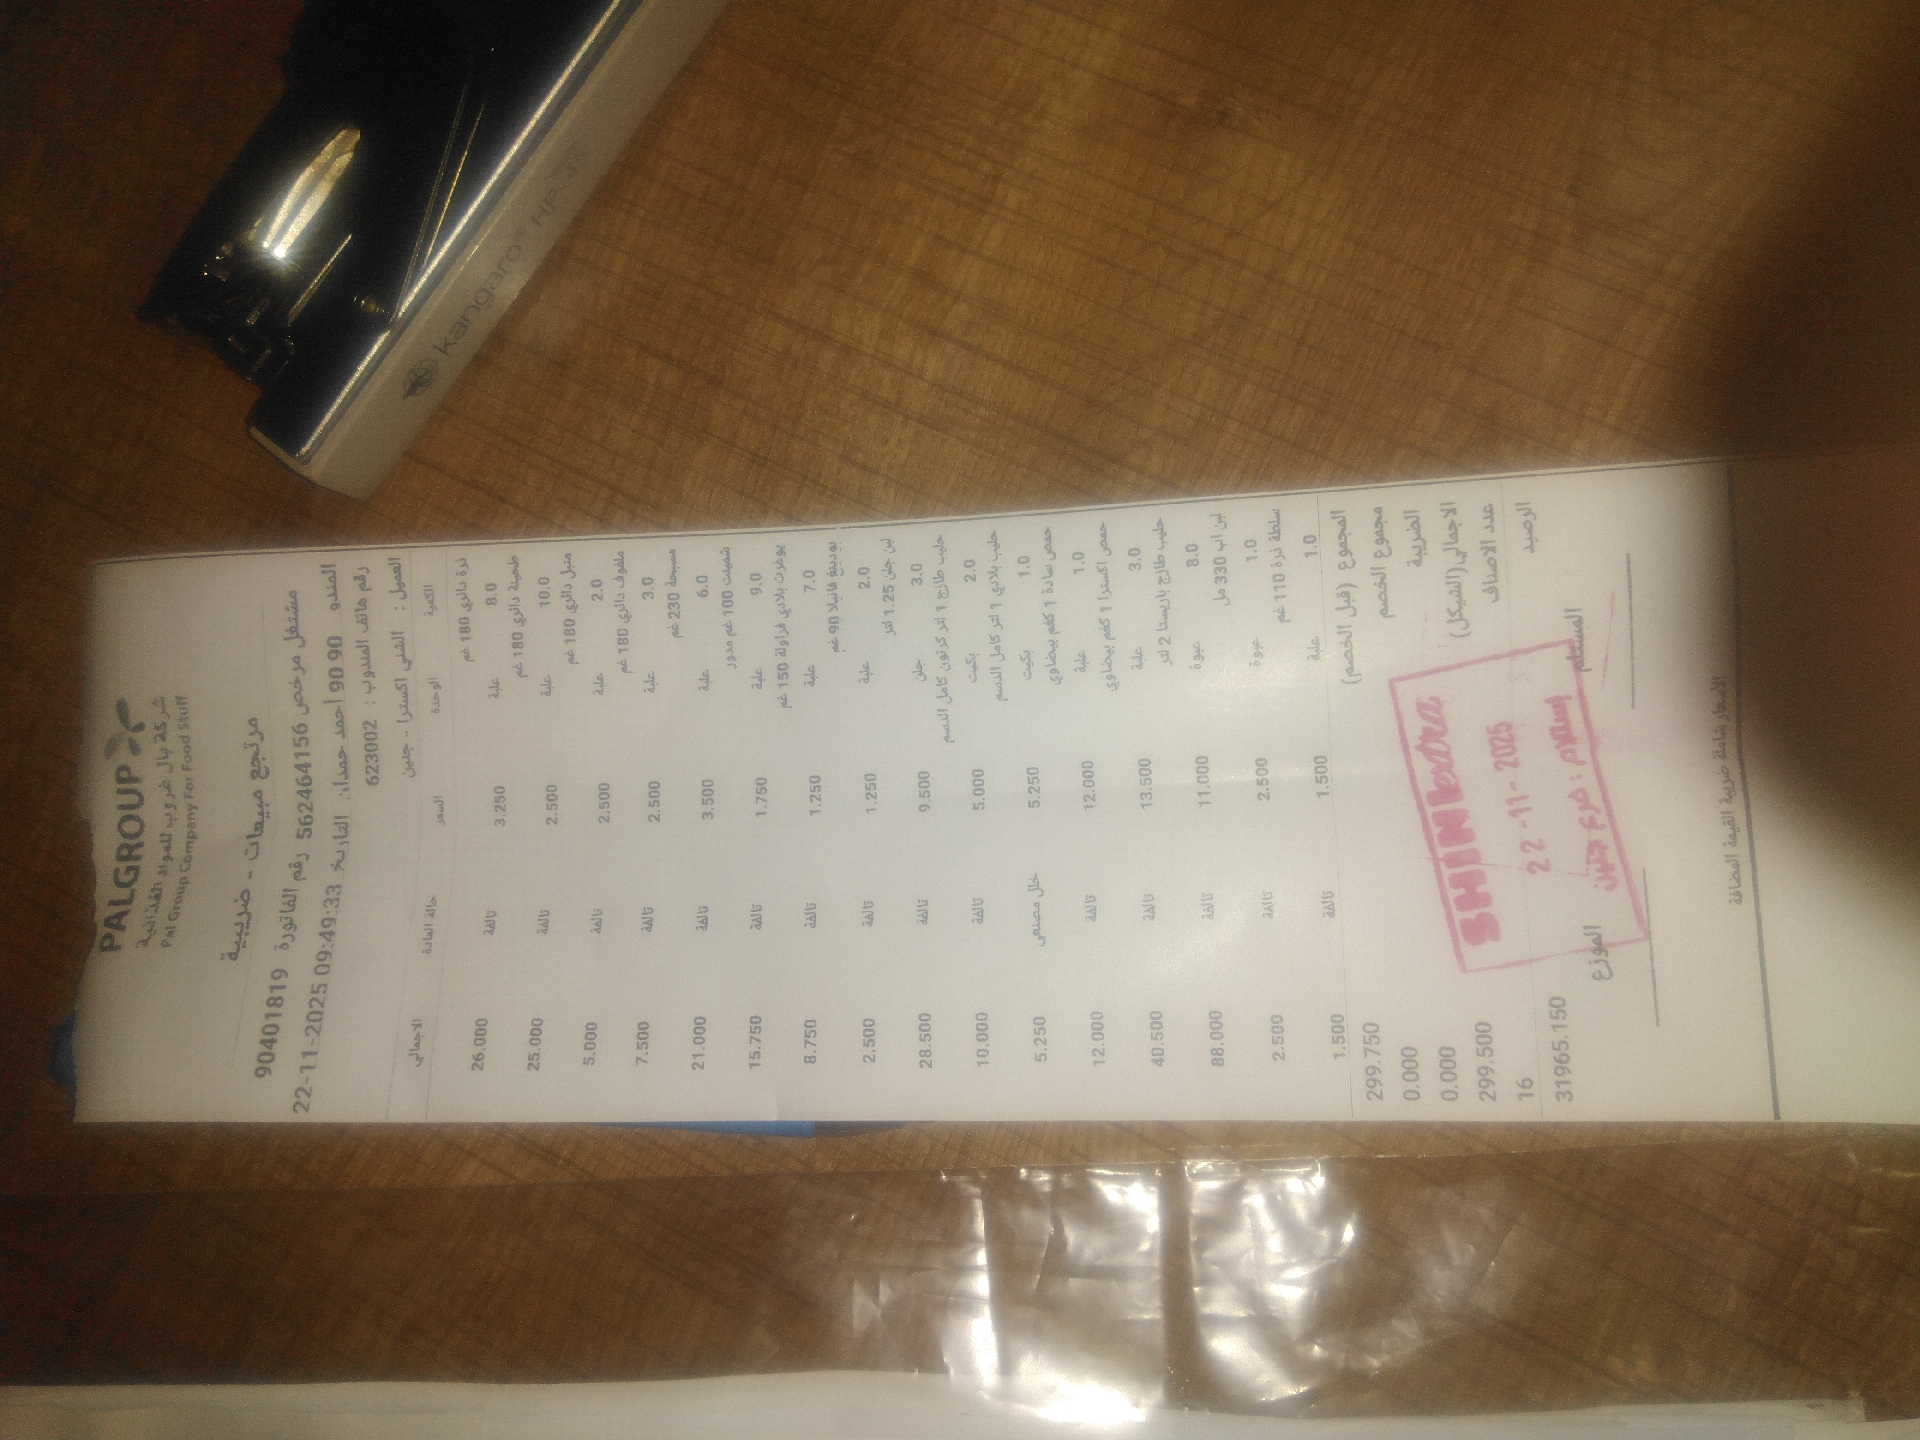 PALGROUP
شركة بال غروب للمواد الغذائية
Pal Group Company For Food Stuff
مرتجع مبيعات - ضريبية
مشتغل مرخص 562464156 رقم الفاتورة 90401819
المندو 90 90 احمد حمدان التاريخ 22-11-2025 09:49:33
رقم هاتف المندوب : 623002
العميل : الشني اكسترا - جنين
الكمية الوحدة السعر حالة المادة الاجمالي
ذرة دائري 180 غم
8.0 علبة 3.250 تالفة 26.000
طحينة دائري 180 غم
10.0 علبة 2.500 تالفة 25.000
متبل دائري 180 غم
2.0 علبة 2.500 تالفة 5.000
ملفوف دائري 180 غم
3.0 علبة 2.500 تالفة 7.500
مسبحة 230 غم
6.0 علبة 3.500 تالفة 21.000
شمينت 100 غم مدور
9.0 علبة 1.750 تالفة 15.750
يوغرت بلادي فراولة 150 غم
7.0 علبة 1.250 تالفة 8.750
بودينغ فانيلا 90 غم
2.0 علبة 1.250 تالفة 2.500
لبن جلن 1.25 لتر
3.0 جلن 9.500 تالفة 28.500
حليب طازج 1 لتر كرتون كامل الدسم
2.0 بكيت 5.000 تالفة 10.000
حليب بلادي 1 لتر كامل الدسم
1.0 بكيت 5.250 خلل مصنعي 5.250
حمص سادة 1 كغم بيضاوي
1.0 علبة 12.000 تالفة 12.000
حمص اكسترا 1 كغم بيضاوي
3.0 علبة 13.500 تالفة 40.500
حليب طازج باريستا 2 لتر
8.0 عبوة 11.000 تالفة 88.000
لبن اب 330 مل
1.0 عبوة 2.500 تالفة 2.500
سلطة ذرة 110 غم
1.0 علبة 1.500 تالفة 1.500
المجموع (قبل الخصم) 299.750
مجموع الخصم 0.000
الضريبة 0.000
الاجمالي(الشيكل) 299.500
عدد الاصناف 16
الرصيد 31965.150
SHINI extra
22-11-2025
استلام : فرع جنين
المستلم الموزع
الأسعار شاملة ضريبة القيمة المضافة
kangaro® HP-